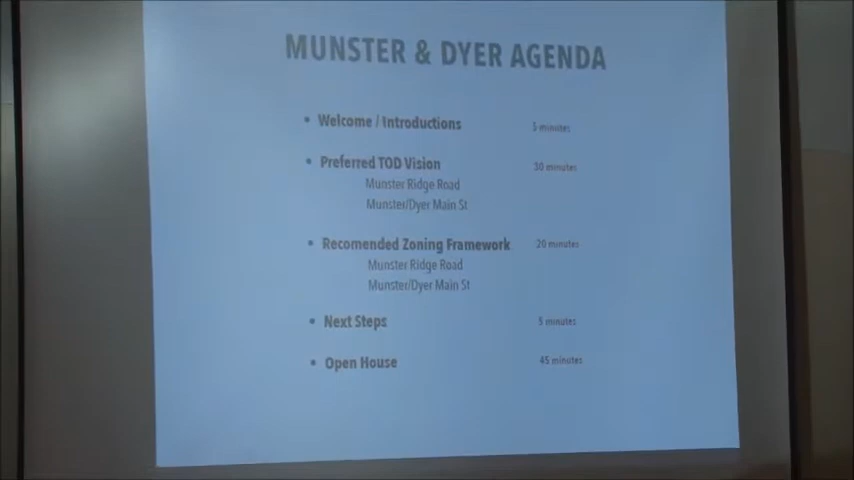 MUNSTER & DYER AGENDA
• Welcome / Introductions 5 minutes
• Preferred TOD Vision 30 minutes
Munster Ridge Road
Munster/Dyer Main St
• Recomended Zoning Framework 20 minutes
Munster Ridge Road
Munster/Dyer Main St
• Next Steps 5 minutes
• Open House 45 minutes